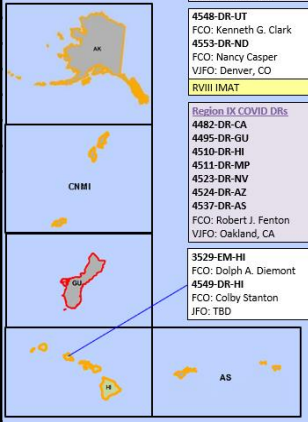 4548-DR-UT
FCO: Kenneth G. Clark
4553-DR-ND
FCO: Nancy Casper
VJFO: Denver, CO
RVIII IMAT
Region IX COVID DRs
4482-DR-CA
4495-DR-GU
4510-DR-HI
4511-DR-MP
4523-DR-NV
4524-DR-AZ
4537-DR-AS
FCO: Robert J. Fenton
VJFO: Oakland, CA
3529-EM-HI
FCO: Dolph A. Diemont
4549-DR-HI
FCO: Colby Stanton
JFO: TBD
AK
CNMI
GU
HI
AS